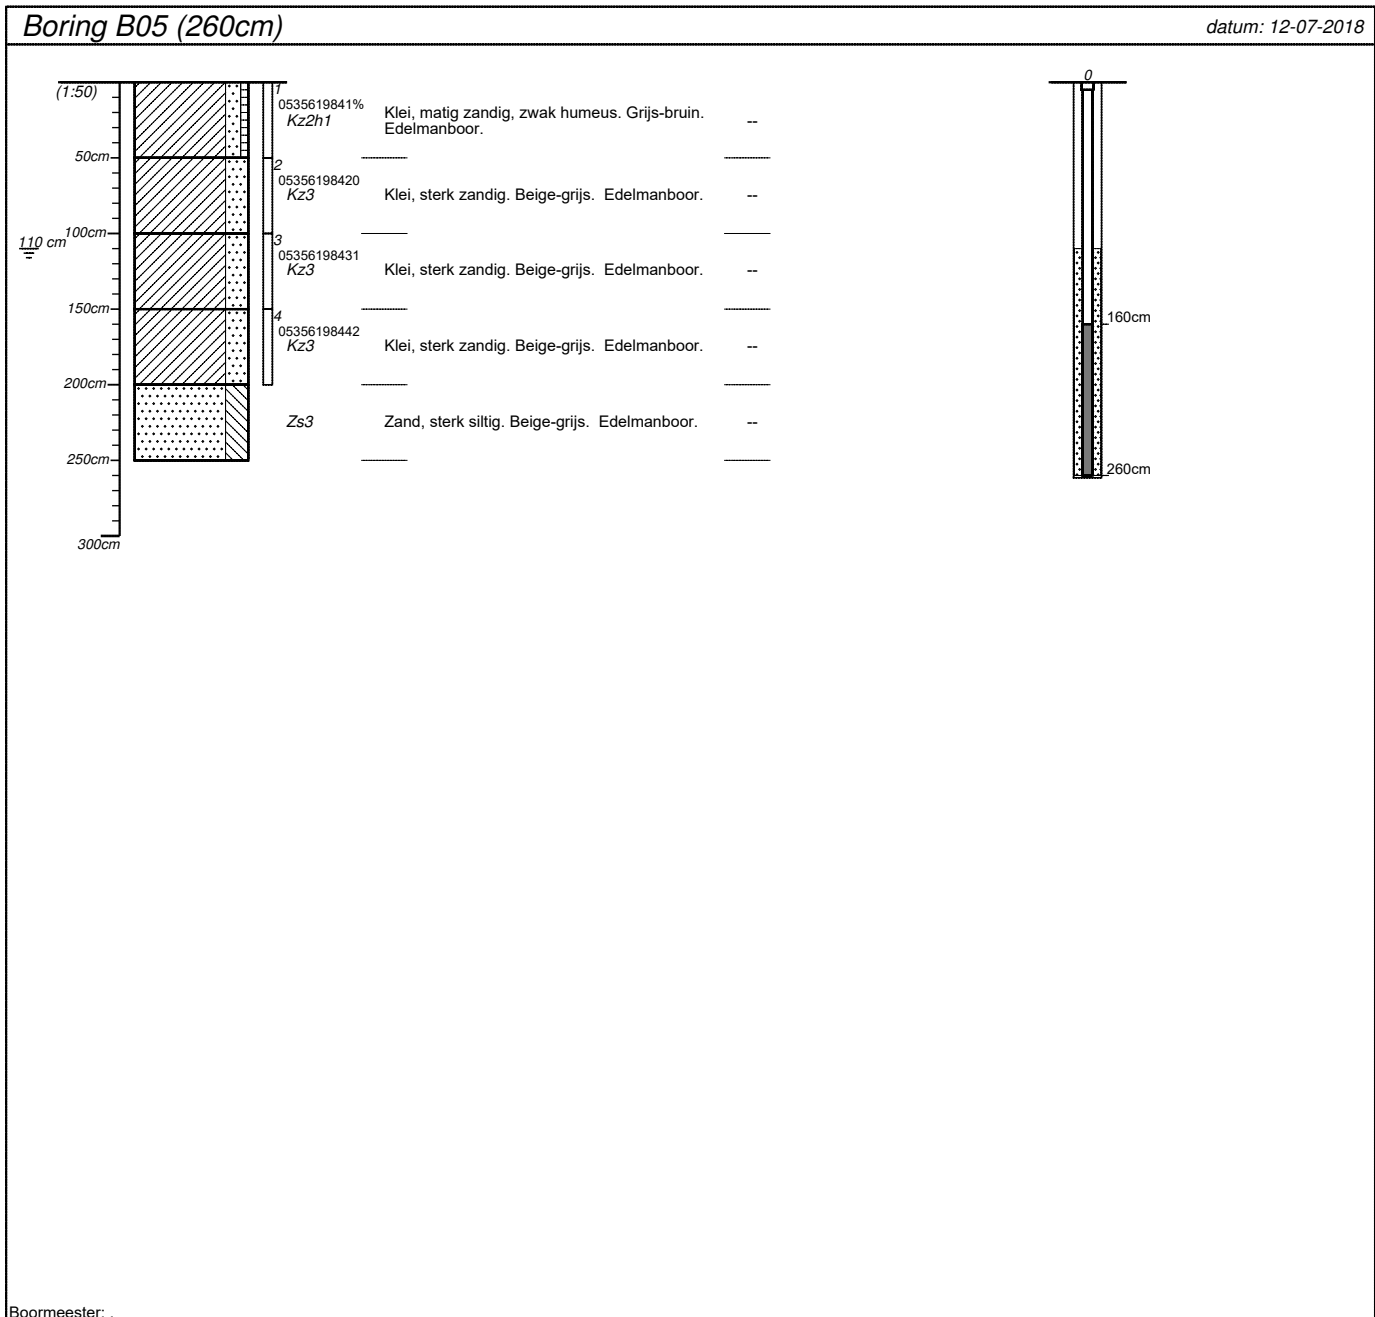 Boring B05 (260cm)
datum: 12-07-2018
(1:50)
0
1
0535619841%
Kz2h1
Klei, matig zandig, zwak humeus. Grijs-bruin.
Edelmanboor.
--
50cm
2
05356198420
Kz3
Klei, sterk zandig. Beige-grijs. Edelmanboor.
--
100cm
110 cm
3
05356198431
Kz3
Klei, sterk zandig. Beige-grijs. Edelmanboor.
--
150cm
4
05356198442
Kz3
Klei, sterk zandig. Beige-grijs. Edelmanboor.
--
160cm
200cm
Zs3
Zand, sterk siltig. Beige-grijs. Edelmanboor.
--
250cm
260cm
300cm
Boormeester: .